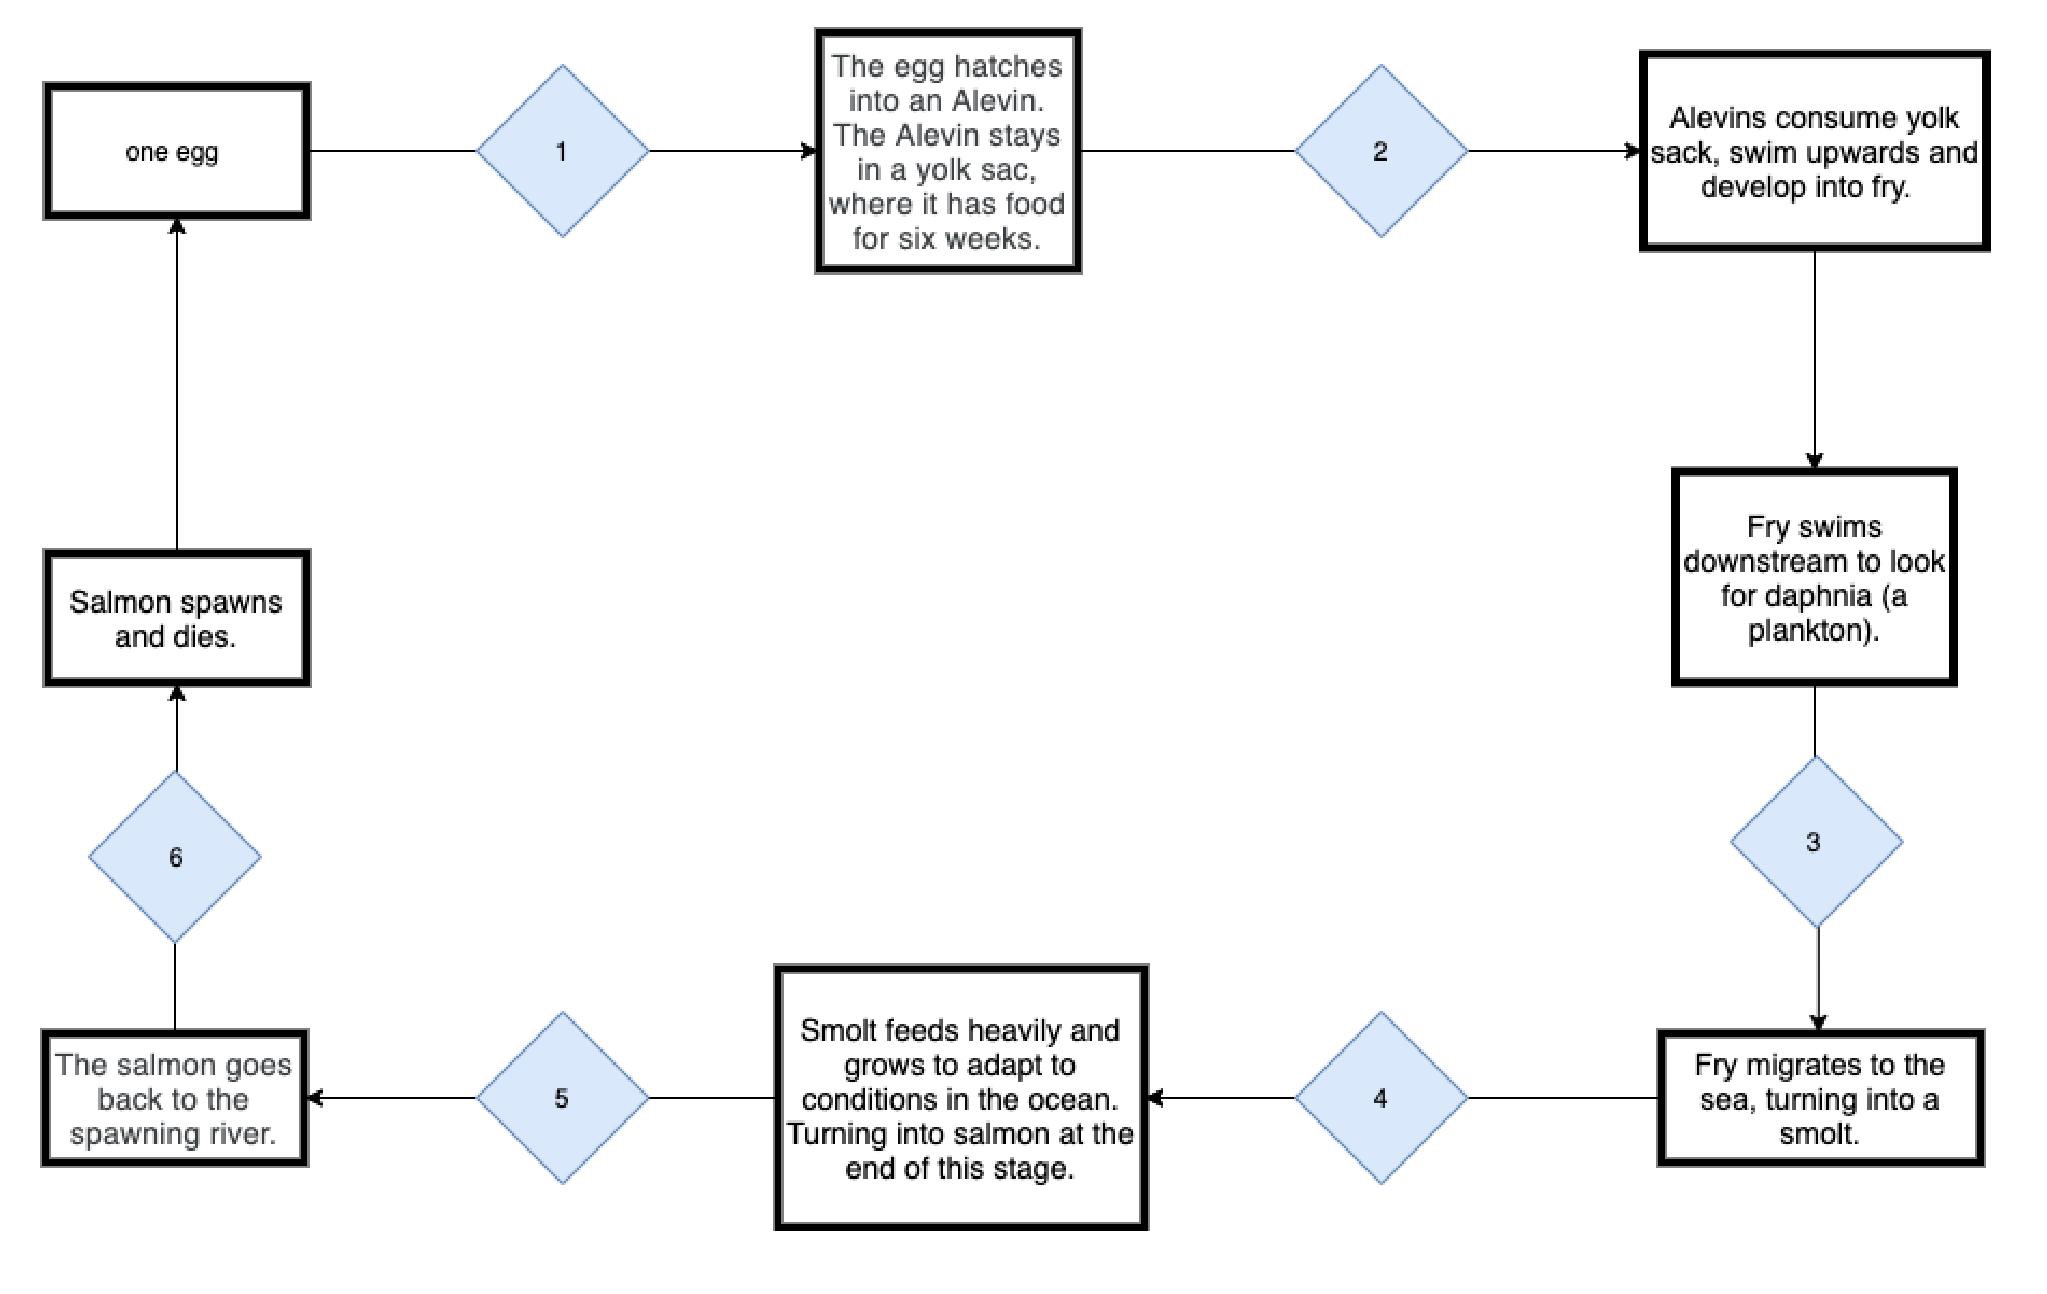 one egg
1
The egg hatches
into an Alevin.
The Alevin stays
in a yolk sac,
where it has food
for six weeks.
2
Alevins consume yolk
sack, swim upwards and
develop into fry.
Fry swims
downstream to look
for daphnia (a
plankton).
3
Fry migrates to the
sea, turning into a
smolt.
4
Smolt feeds heavily and
grows to adapt to
conditions in the ocean.
Turning into salmon at the
end of this stage.
5
The salmon goes
back to the
spawning river.
6
Salmon spawns
and dies.